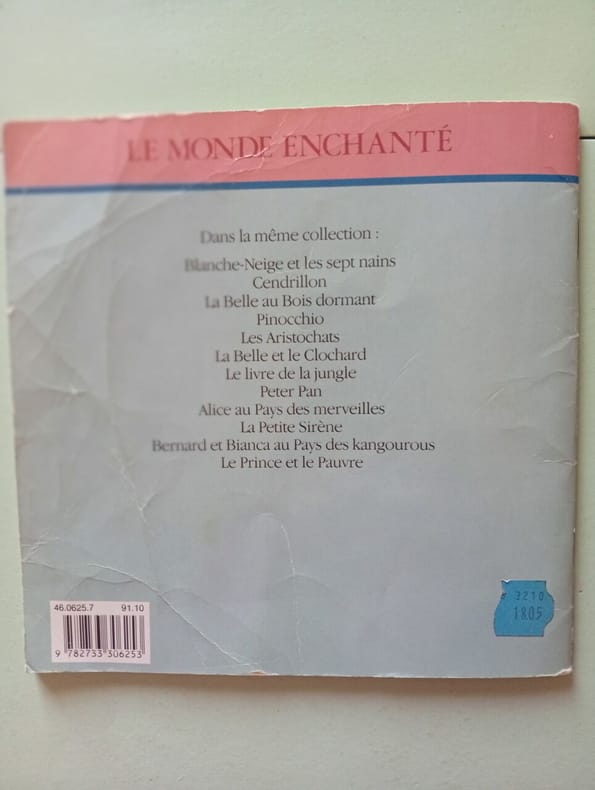 LE MONDE ENCHANTÉ
Dans la même collection :
Blanche-Neige et les sept nains
Cendrillon
La Belle au Bois dormant
Pinocchio
Les Aristochats
La Belle et le Clochard
Le livre de la jungle
Peter Pan
Alice au Pays des merveilles
La Petite Sirène
Bernard et Bianca au Pays des kangourous
Le Prince et le Pauvre
46.0625.7 91.10
9 782733 306253
3210
18.05